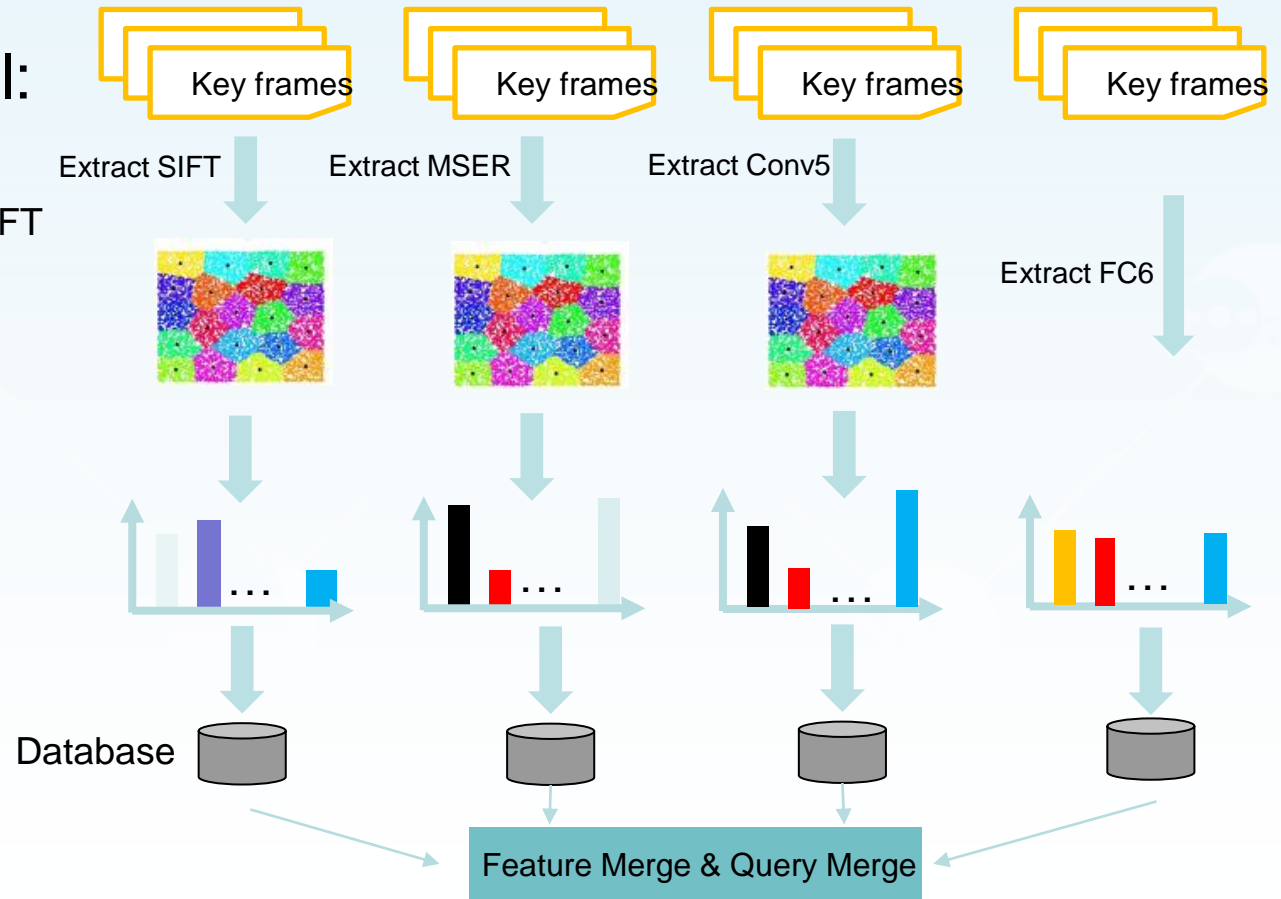 l:
Key frames
Key frames
Key frames
Key frames
Extract SIFT
Extract MSER
Extract Conv5
FT
Extract FC6
...
...
...
...
Database
Feature Merge & Query Merge